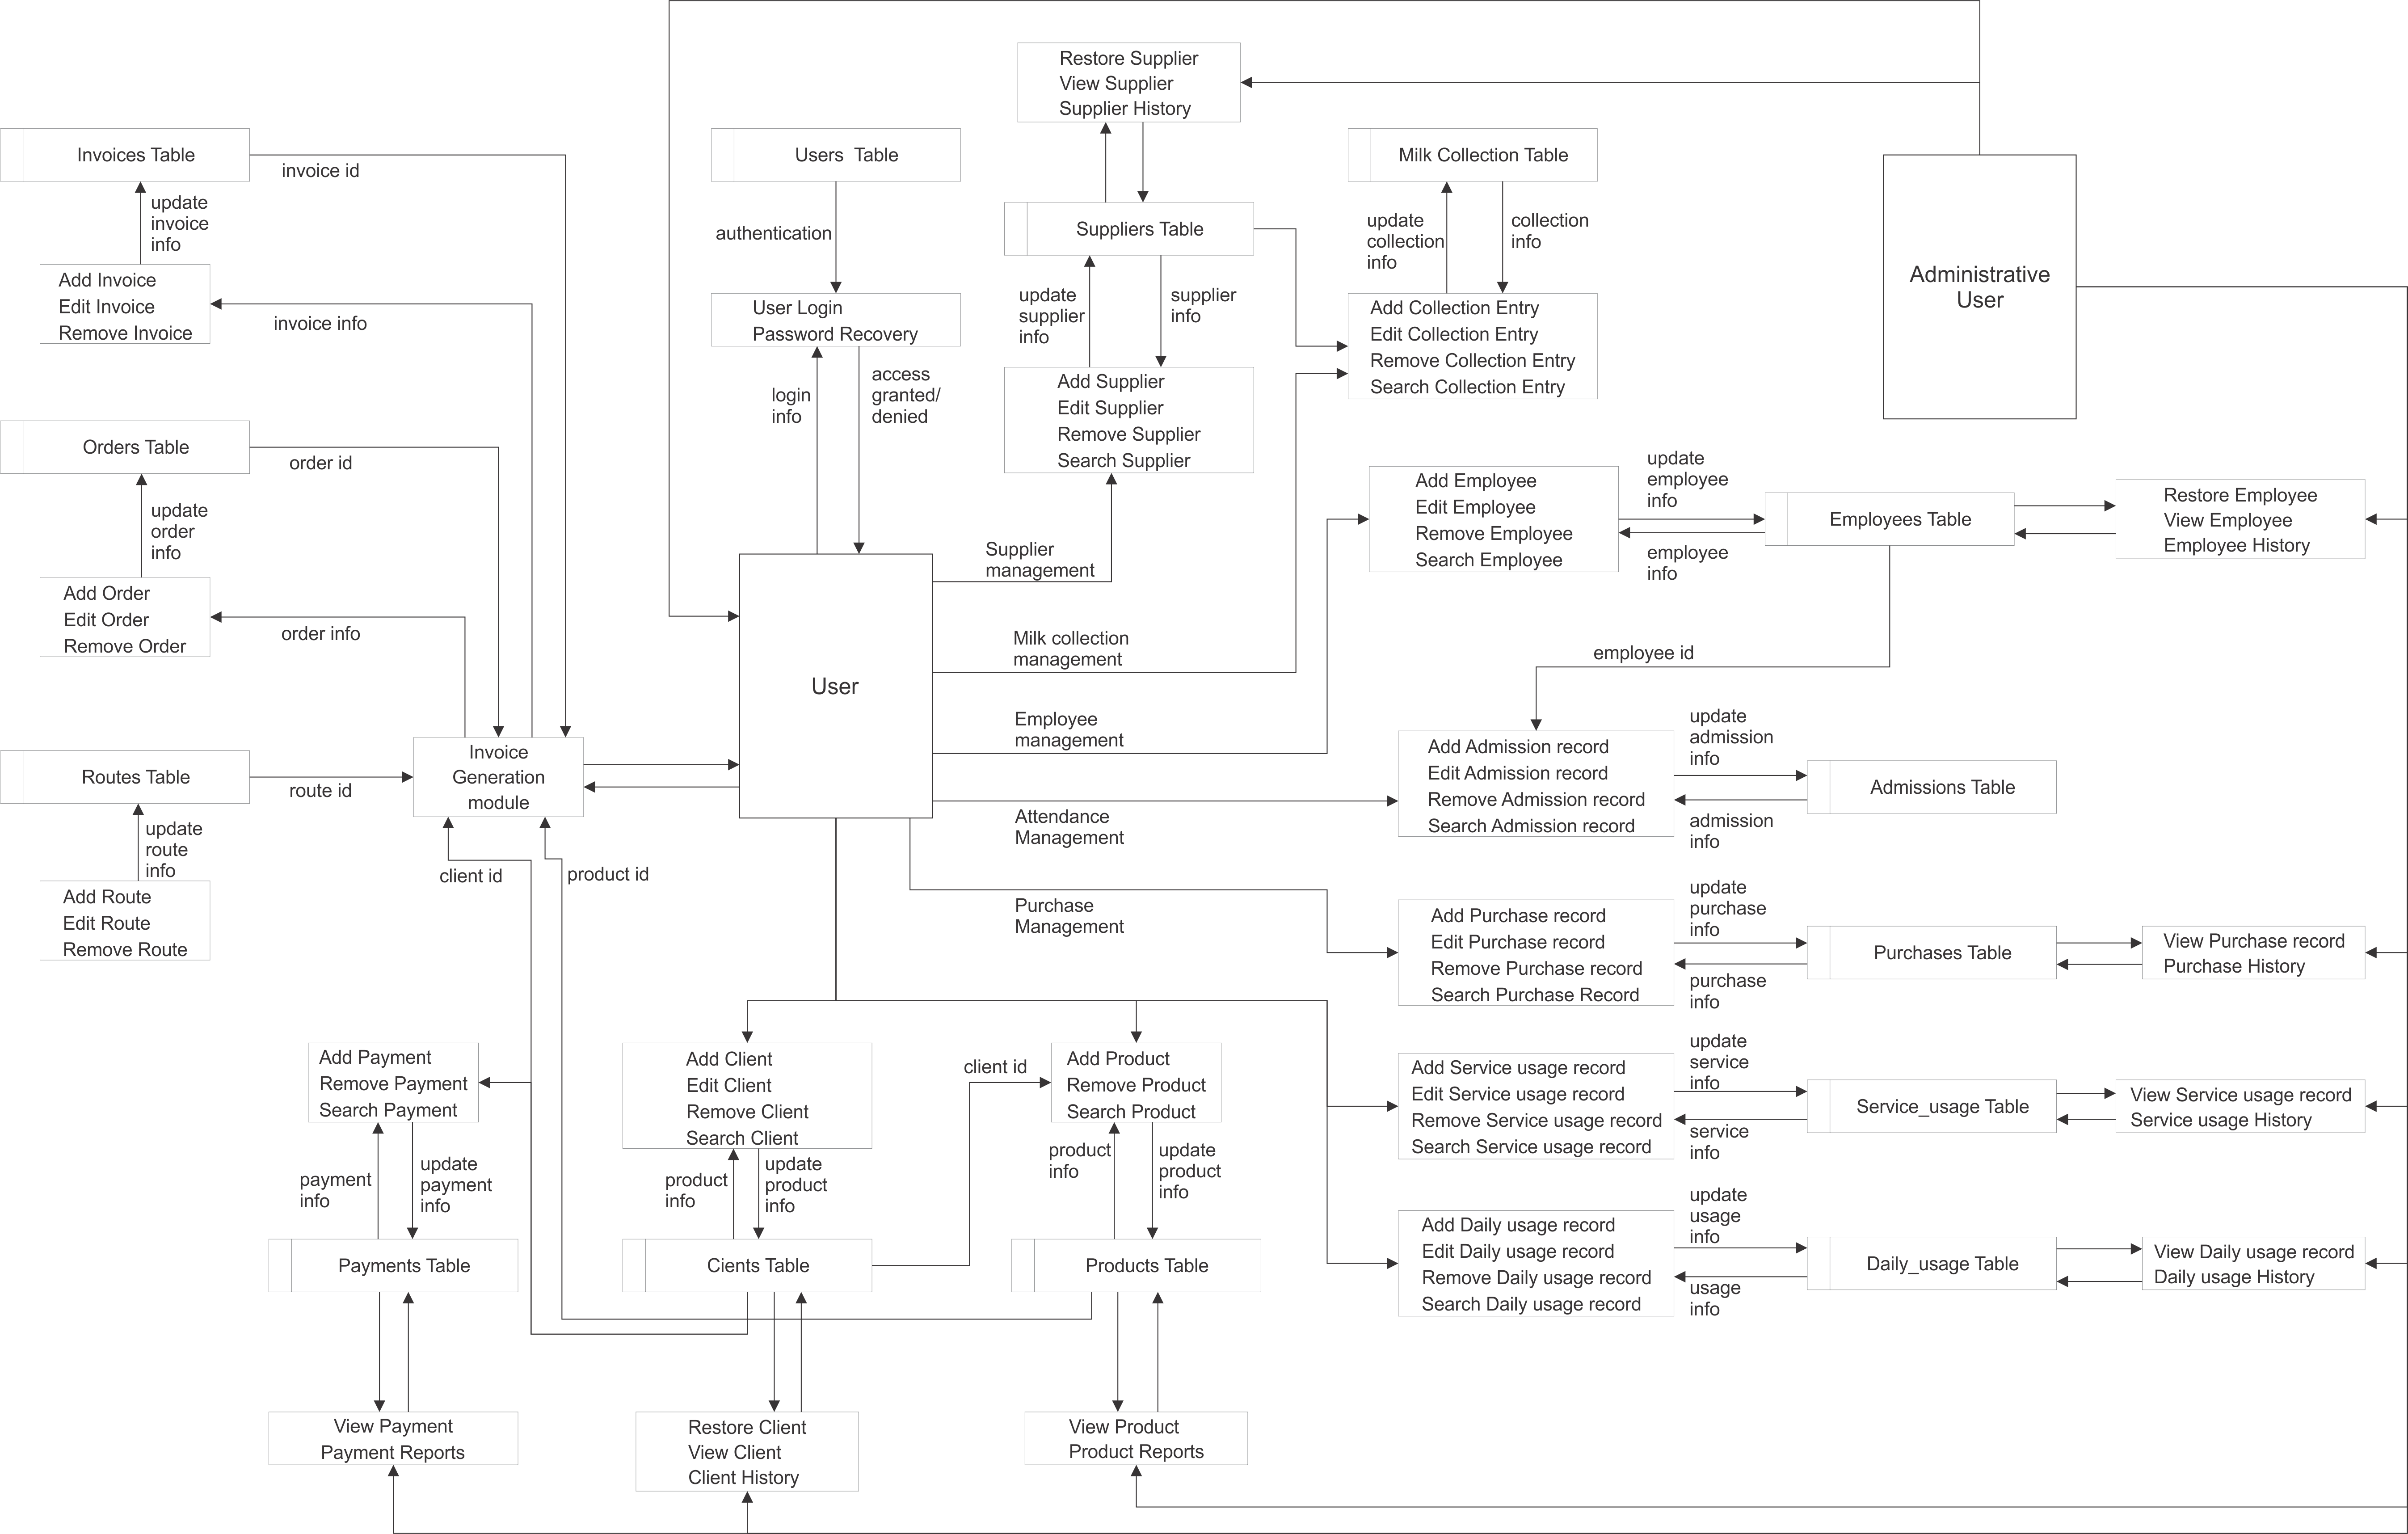 Restore Supplier
View Supplier
Supplier History
Invoices Table
invoice id
update
invoice
info
Add Invoice
Edit Invoice
Remove Invoice
invoice info
Users  Table
authentication
User Login
Password Recovery
login
info
access
granted/
denied
Suppliers Table
update
supplier
info
supplier
info
Add Supplier
Edit Supplier
Remove Supplier
Search Supplier
Milk Collection Table
update
collection
info
collection
info
Add Collection Entry
Edit Collection Entry
Remove Collection Entry
Search Collection Entry
Administrative
User
Orders Table
order id
update
order
info
Add Order
Edit Order
Remove Order
order info
Supplier
management
Milk collection
management
User
Employee
management
Attendance
Management
Purchase
Management
Add Employee
Edit Employee
Remove Employee
Search Employee
update
employee
info
employee
info
Employees Table
Restore Employee
View Employee
Employee History
employee id
Routes Table
route id
update
route
info
Add Route
Edit Route
Remove Route
Invoice
Generation
module
client id
product id
Add Admission record
Edit Admission record
Remove Admission record
Search Admission record
update
admission
info
admission
info
Admissions Table
Add Purchase record
Edit Purchase record
Remove Purchase record
Search Purchase Record
update
purchase
info
purchase
info
Purchases Table
View Purchase record
Purchase History
Add Service usage record
Edit Service usage record
Remove Service usage record
Search Service usage record
update
service
info
service
info
Service_usage Table
View Service usage record
Service usage History
Add Daily usage record
Edit Daily usage record
Remove Daily usage record
Search Daily usage record
update
usage
info
usage
info
Daily_usage Table
View Daily usage record
Daily usage History
Add Payment
Remove Payment
Search Payment
payment
info
update
payment
info
Payments Table
View Payment
Payment Reports
Add Client
Edit Client
Remove Client
Search Client
product
info
update
product
info
Cients Table
Restore Client
View Client
Client History
client id
Add Product
Remove Product
Search Product
product
info
update
product
info
Products Table
View Product
Product Reports